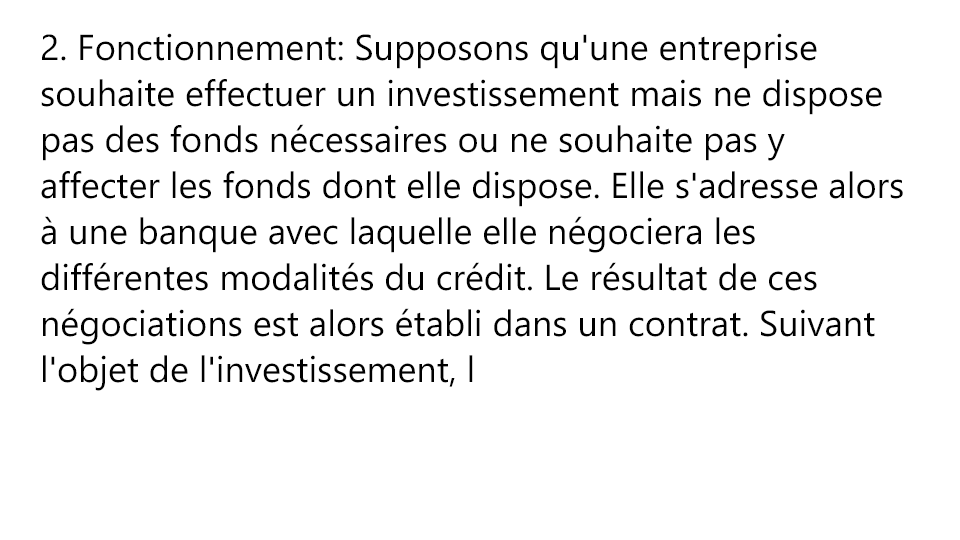 2. Fonctionnement: Supposons qu'une entreprise
souhaite effectuer un investissement mais ne dispose
pas des fonds nécessaires ou ne souhaite pas y
affecter les fonds dont elle dispose. Elle s'adresse alors
à une banque avec laquelle elle négociera les
différentes modalités du crédit. Le résultat de ces
négociations est alors établi dans un contrat. Suivant
l'objet de l'investissement, l